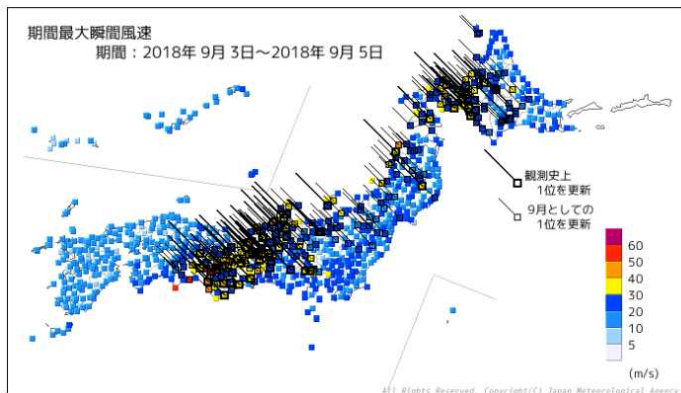 期間最大瞬間風速
期間：2018年 9月 3日～2018年 9月 5日
観測史上
1位を更新
9月としての
1位を更新
60
50
40
30
20
10
5
(m/s)
All Rights Reserved. Copyright(C) Japan Meteorological Agency